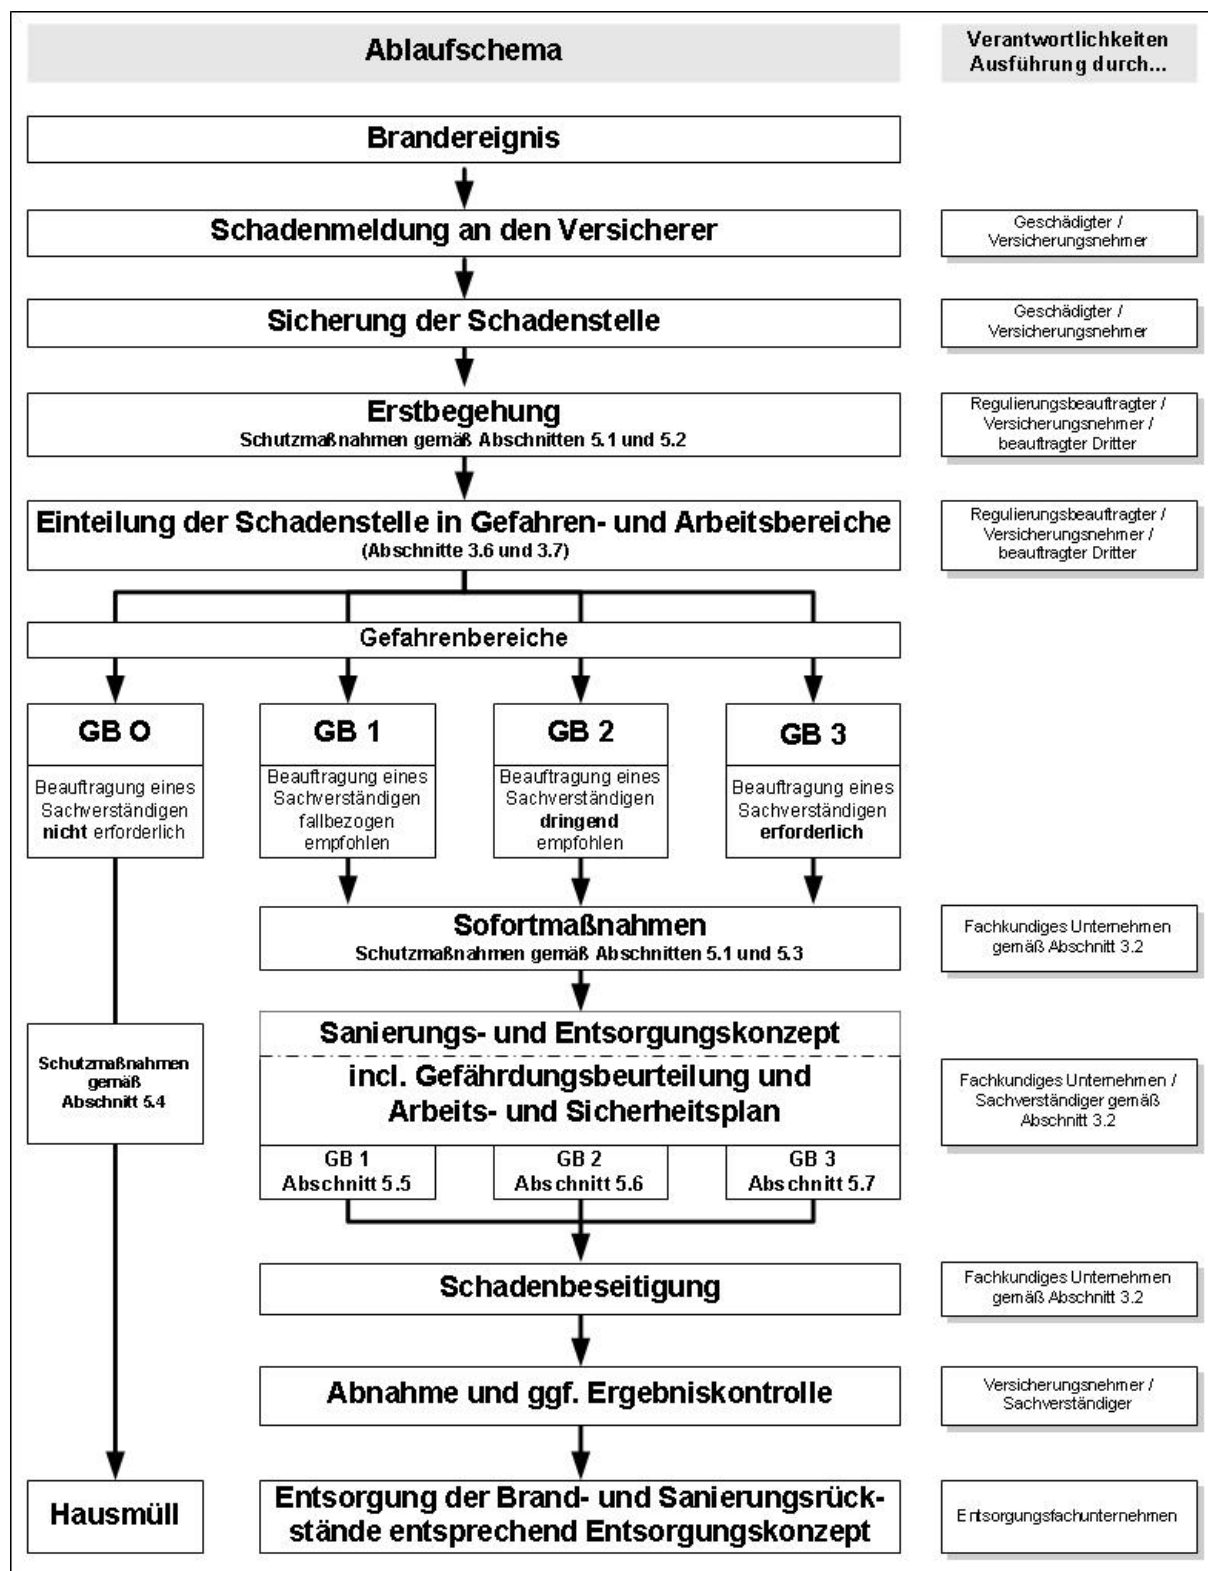 Ablaufschema
Verantwortlichkeiten
Ausführung durch...
Brandereignis
Schadenmeldung an den Versicherer
Geschädigter /
Versicherungsnehmer
Sicherung der Schadenstelle
Geschädigter /
Versicherungsnehmer
Erstbegehung
Schutzmaßnahmen gemäß Abschnitten 5.1 und 5.2
Regulierungsbeauftragter /
Versicherungsnehmer /
beauftragter Dritter
Einteilung der Schadenstelle in Gefahren- und Arbeitsbereiche
(Abschnitte 3.6 und 3.7)
Regulierungsbeauftragter /
Versicherungsnehmer /
beauftragter Dritter
Gefahrenbereiche
GB O
Beauftragung eines
Sachverständigen
nicht erforderlich
GB 1
Beauftragung eines
Sachverständigen
fallbezogen
empfohlen
GB 2
Beauftragung eines
Sachverständigen
dringend
empfohlen
GB 3
Beauftragung eines
Sachverständigen
erforderlich
Sofortmaßnahmen
Schutzmaßnahmen gemäß Abschnitten 5.1 und 5.3
Fachkundiges Unternehmen
gemäß Abschnitt 3.2
Schutzmaßnahmen
gemäß
Abschnitt 5.4
Sanierungs- und Entsorgungskonzept
incl. Gefährdungsbeurteilung und
Arbeits- und Sicherheitsplan
GB 1
Abschnitt 5.5
GB 2
Abschnitt 5.6
GB 3
Abschnitt 5.7
Fachkundiges Unternehmen /
Sachverständiger gemäß
Abschnitt 3.2
Schadenbeseitigung
Fachkundiges Unternehmen
gemäß Abschnitt 3.2
Abnahme und ggf. Ergebniskontrolle
Versicherungsnehmer /
Sachverständiger
Hausmüll
Entsorgung der Brand- und Sanierungsrück-
stände entsprechend Entsorgungskonzept
Entsorgungsfachunternehmen